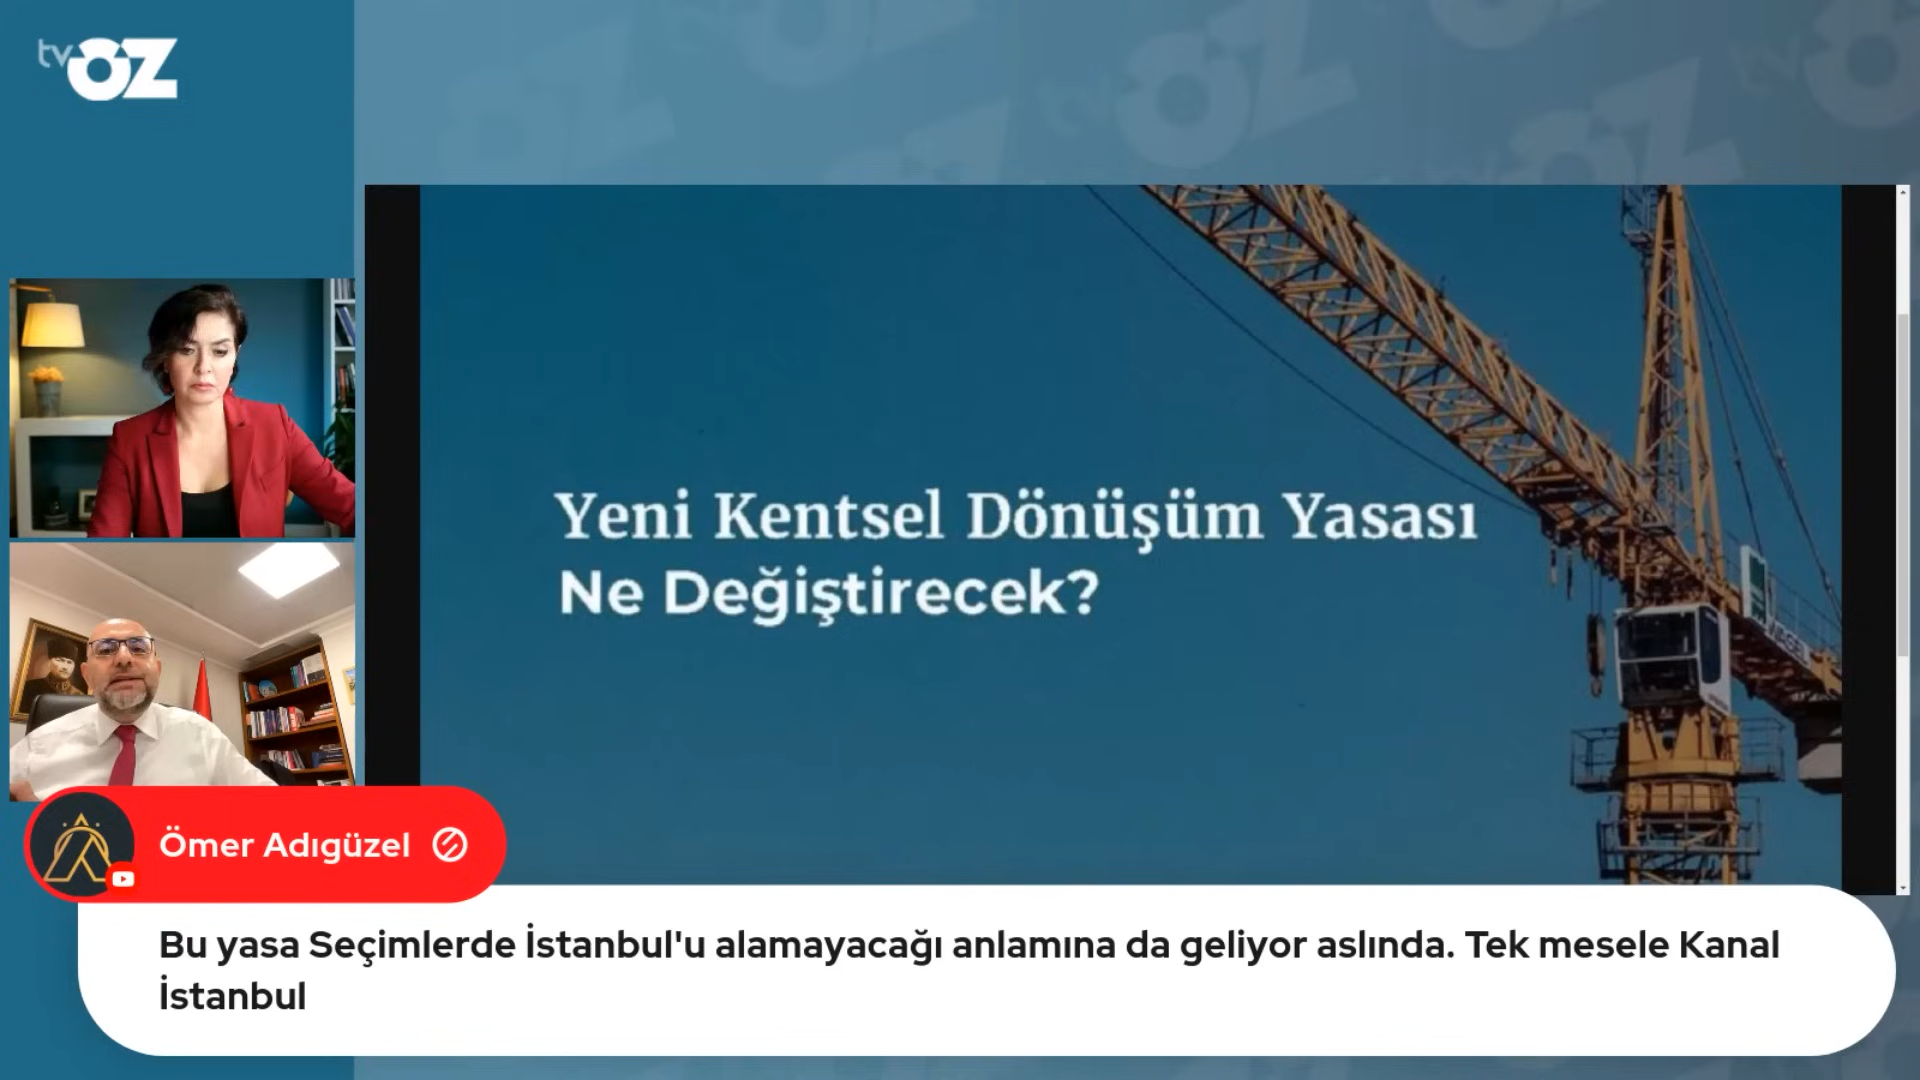 tv ÖZ
Yeni Kentsel Dönüşüm Yasası
Ne Değiştirecek?
Ömer Adıgüzel
Bu yasa Seçimlerde İstanbul'u alamayacağı anlamına da geliyor aslında. Tek mesele Kanal
İstanbul